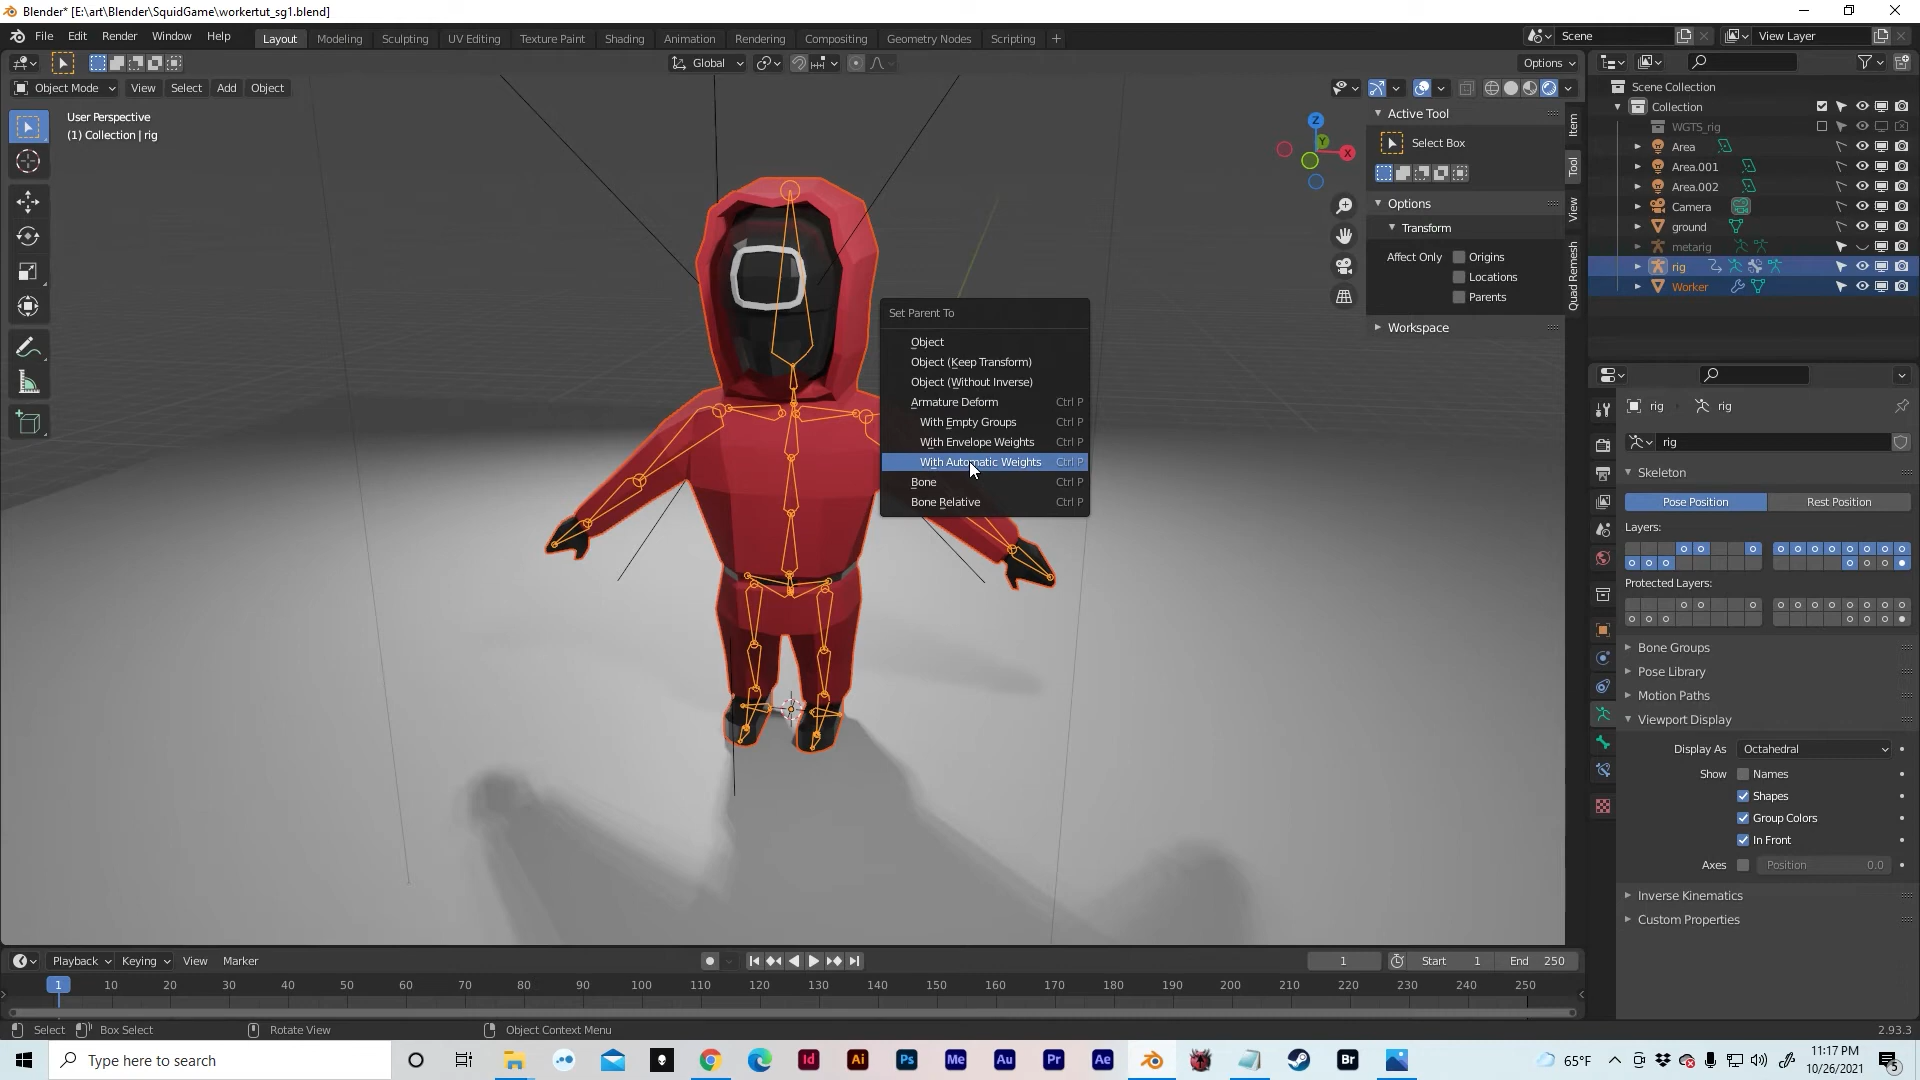 Blender* [E:\art\Blender\SquidGame\workertut_sg1.blend]
File Edit Render Window Help
Layout Modeling Sculpting UV Editing Texture Paint Shading Animation Rendering Compositing Geometry Nodes Scripting +
Scene
View Layer
Global
Options
Object Mode View Select Add Object
User Perspective
(1) Collection | rig
Z
Y
X
Active Tool
Select Box
Options
Transform
Affect Only Origins
Locations
Parents
Workspace
Item
Tool
View
Quad Remesh
Set Parent To
Object
Object (Keep Transform)
Object (Without Inverse)
Armature Deform Ctrl P
With Empty Groups Ctrl P
With Envelope Weights Ctrl P
With Automatic Weights Ctrl P
Bone Ctrl P
Bone Relative Ctrl P
Scene Collection
Collection
WGTS_rig
Area
Area.001
Area.002
Camera
ground
metarig
rig
Worker
rig rig
rig
Skeleton
Pose Position Rest Position
Layers:
Protected Layers:
Bone Groups
Pose Library
Motion Paths
Viewport Display
Display As Octahedral
Show Names
Shapes
Group Colors
In Front
Axes Position 0.0
Inverse Kinematics
Custom Properties
Playback Keying View Marker
1 Start 1 End 250
1 10 20 30 40 50 60 70 80 90 100 110 120 130 140 150 160 170 180 190 200 210 220 230 240 250
Select Box Select Rotate View Object Context Menu
2.93.3
Type here to search
Id Ai Ps Me Au Pr Ae Br
65°F
11:17 PM
10/26/2021
5